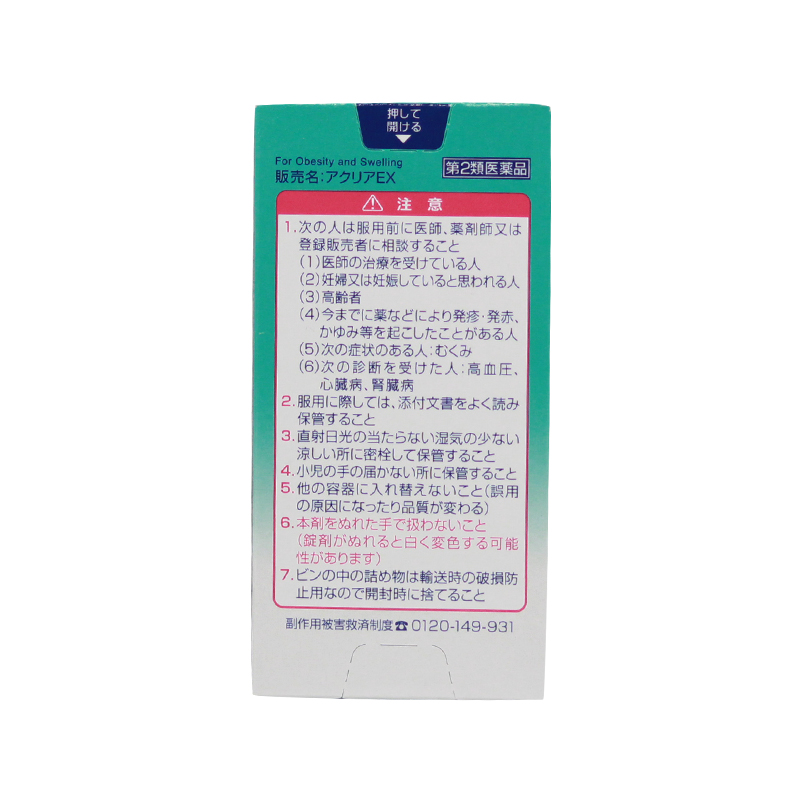 押して
開ける
For Obesity and Swelling
第2類医薬品
販売名:アクリアEX
注意
1.次の人は服用前に医師、薬剤師又は
登録販売者に相談すること
(1)医師の治療を受けている人
(2)妊婦又は妊娠していると思われる人
(3)高齢者
(4)今までに薬などにより発疹・発赤、
かゆみ等を起こしたことがある人
(5)次の症状のある人:むくみ
(6)次の診断を受けた人:高血圧、
心臓病、腎臓病
2.服用に際しては、添付文書をよく読み
保管すること
3.直射日光の当たらない湿気の少ない
涼しい所に密栓して保管すること
4.小児の手の届かない所に保管すること
5.他の容器に入れ替えないこと(誤用
の原因になったり品質が変わる)
6.本剤をぬれた手で扱わないこと
(錠剤がぬれると白く変色する可能
性があります)
7.ビンの中の詰め物は輸送時の破損防
止用なので開封時に捨てること
副作用被害救済制度☎0120-149-931